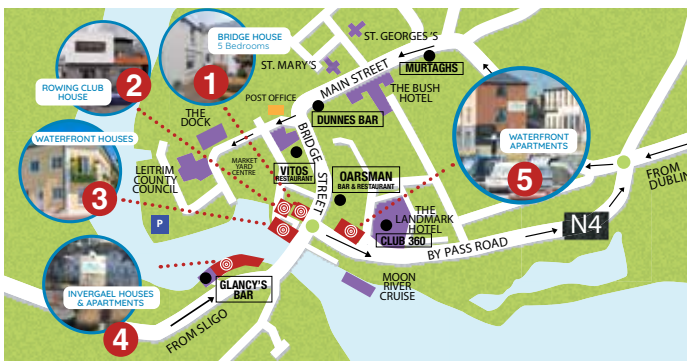 BRIDGE HOUSE
5 Bedrooms
1
2
ROWING CLUB
HOUSE
WATERFRONT HOUSES
3
INVERGAEL HOUSES
& APARTMENTS
4
WATERFRONT
APARTMENTS
5
ST. GEORGES'S
ST. MARY'S
MAIN STREET
MURTAGHS
THE BUSH
HOTEL
POST OFFICE
DUNNES BAR
THE
DOCK
BRIDGE STREET
MARKET
YARD
CENTRE
VITOS
RESTAURANT
OARSMAN
BAR & RESTAURANT
LEITRIM
COUNTY
COUNCIL
P
THE
LANDMARK
HOTEL
CLUB 360
FROM
DUBLIN
N4
BY PASS ROAD
MOON
RIVER
CRUISE
GLANCY'S
BAR
FROM SLIGO